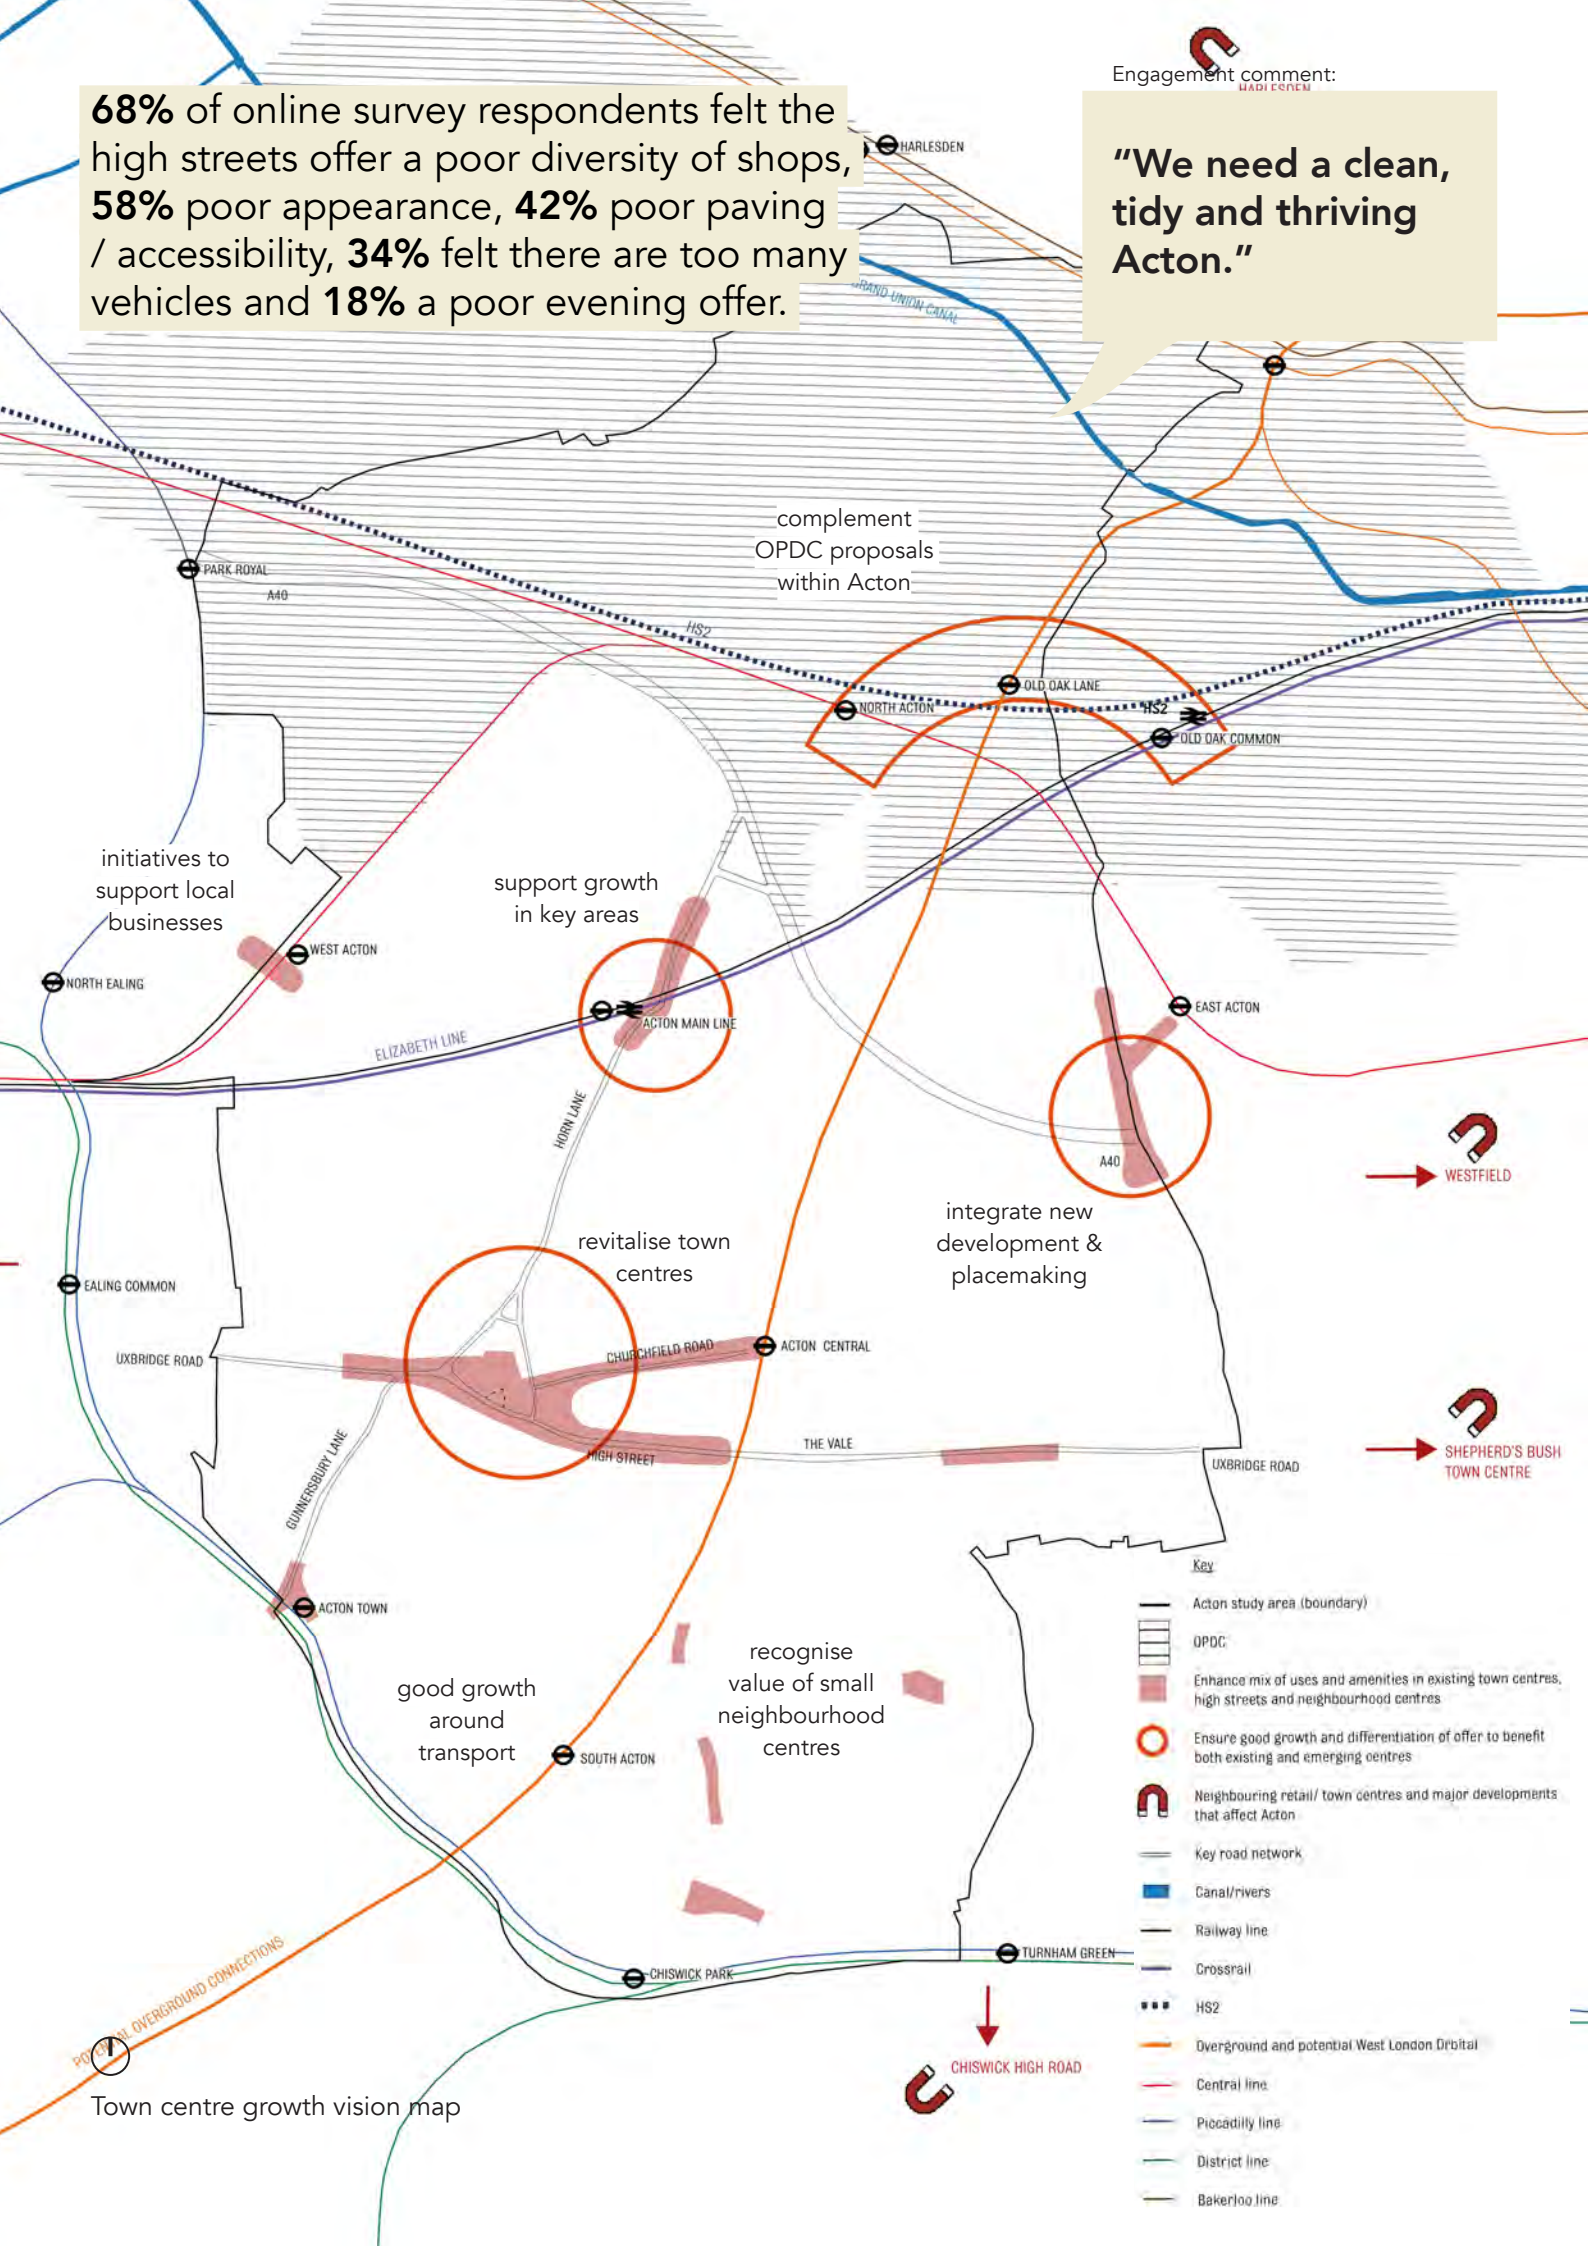 68% of online survey respondents felt the
high streets offer a poor diversity of shops,
58% poor appearance, 42% poor paving
/ accessibility, 34% felt there are too many
vehicles and 18% a poor evening offer.
Engagement comment:
HARLESDEN
"We need a clean,
tidy and thriving
Acton."
HARLESDEN
GRAND UNION CANAL
complement
OPDC proposals
within Acton
PARK ROYAL
A40
HS2
OLD OAK LANE
NORTH ACTON
HS2
OLD OAK COMMON
initiatives to
support local
businesses
support growth
in key areas
WEST ACTON
NORTH EALING
EAST ACTON
ACTON MAIN LINE
ELIZABETH LINE
HORN LANE
A40
WESTFIELD
integrate new
development &
placemaking
revitalise town
centres
EALING COMMON
UXBRIDGE ROAD
CHURCHFIELD ROAD
ACTON CENTRAL
GUNNERSBURY LANE
HIGH STREET
THE VALE
UXBRIDGE ROAD
SHEPHERD'S BUSH
TOWN CENTRE
ACTON TOWN
good growth
around
transport
recognise
value of small
neighbourhood
centres
SOUTH ACTON
CHISWICK PARK
TURNHAM GREEN
CHISWICK HIGH ROAD
POTENTIAL OVERGROUND CONNECTIONS
Town centre growth vision map
Key
Acton study area (boundary)
OPDC
Enhance mix of uses and amenities in existing town centres,
high streets and neighbourhood centres
Ensure good growth and differentiation of offer to benefit
both existing and emerging centres
Neighbouring retail/ town centres and major developments
that affect Acton
Key road network
Canal/rivers
Railway line
Crossrail
HS2
Overground and potential West London Orbital
Central line
Piccadilly line
District line
Bakerloo line